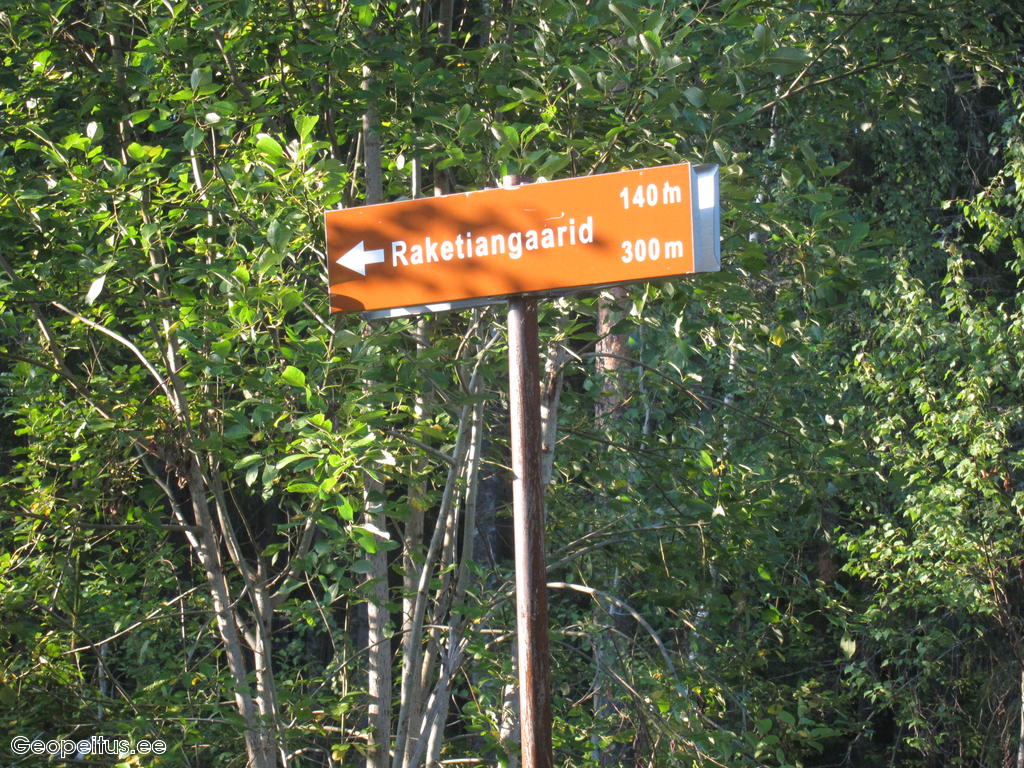 140 m
Raketiangaarid
300 m
Geopeitus.ee